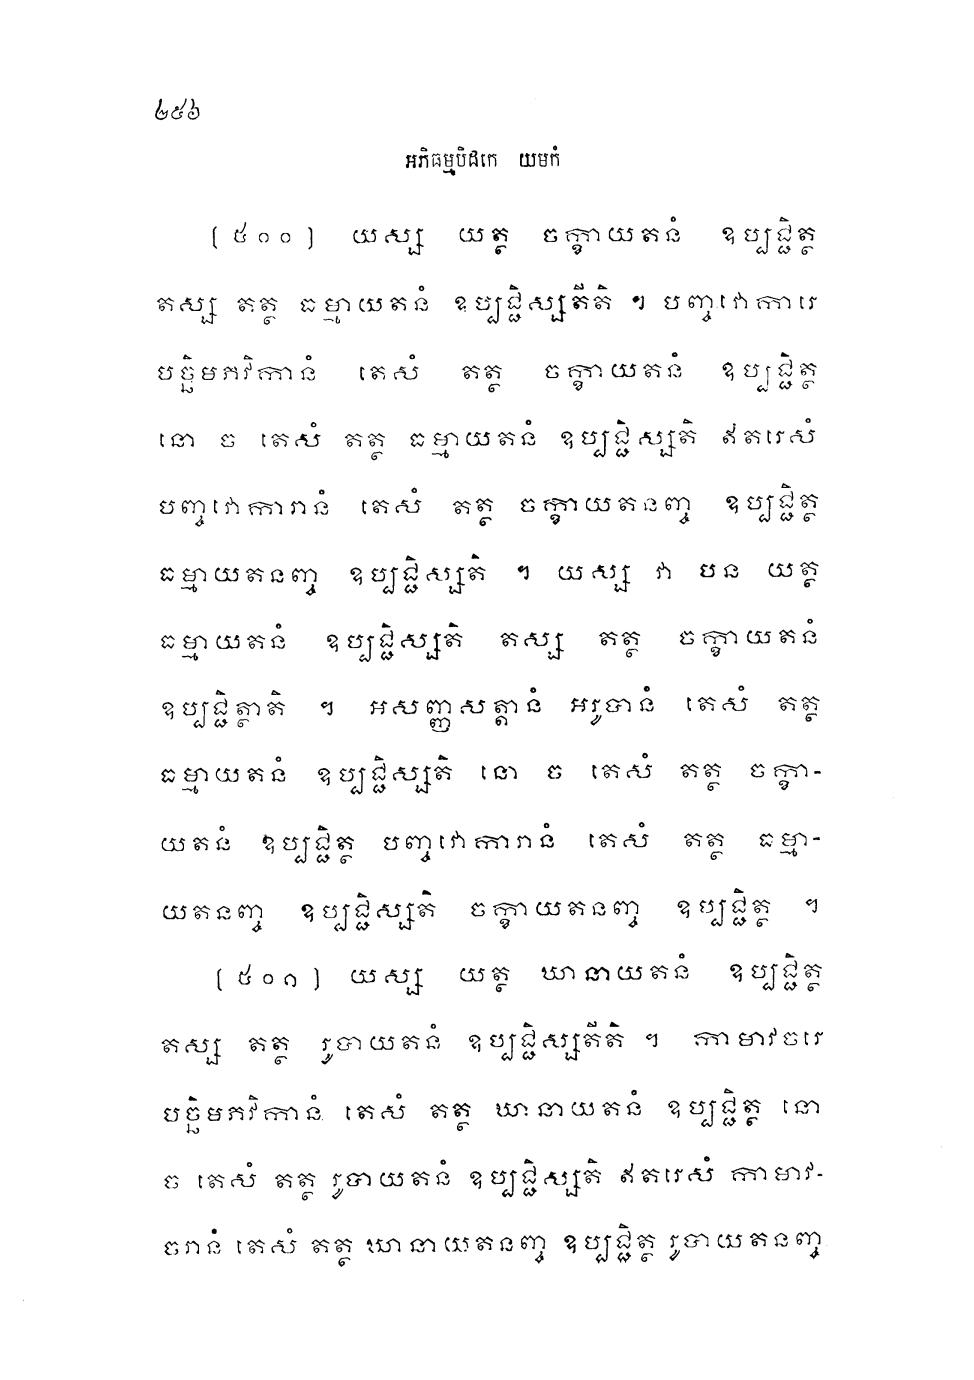 ២៥៦
អភិធម្មបិដកេ យមកំ
(៥០០) យស្ស យត្ថ ចក្ខាយតនំ ឧប្បជ្ជិត្ថ
តស្ស តត្ថ ធម្មាយតនំ ឧប្បជ្ជិស្សតីតិ ។ បញ្ចវោការេ
បច្ឆិមភវិកានំ តេសំ តត្ថ ចក្ខាយតនំ ឧប្បជ្ជិត្ថ
នោ ច តេសំ តត្ថ ធម្មាយតនំ ឧប្បជ្ជិស្សតិ ឥតរេសំ
បញ្ចវោការានំ តេសំ តត្ថ ចក្ខាយតនញ្ច ឧប្បជ្ជិត្ថ
ធម្មាយតនញ្ច ឧប្បជ្ជិស្សតិ ។ យស្ស វា បន យត្ថ
ធម្មាយតនំ ឧប្បជ្ជិស្សតិ តស្ស តត្ថ ចក្ខាយតនំ
ឧប្បជ្ជិត្ថាតិ ។ អសញ្ញសត្តានំ អរូបានំ តេសំ តត្ថ
ធម្មាយតនំ ឧប្បជ្ជិស្សតិ នោ ច តេសំ តត្ថ ចក្ខា-
យតនំ ឧប្បជ្ជិត្ថ បញ្ចវោការានំ តេសំ តត្ថ ធម្មា-
យតនញ្ច ឧប្បជ្ជិស្សតិ ចក្ខាយតនញ្ច ឧប្បជ្ជិត្ថ ។
(៥០១) យស្ស យត្ថ ឃានាយតនំ ឧប្បជ្ជិត្ថ
តស្ស តត្ថ រូបាយតនំ ឧប្បជ្ជិស្សតីតិ ។ កាមាវចរេ
បច្ឆិមភវិកានំ តេសំ តត្ថ ឃានាយតនំ ឧប្បជ្ជិត្ថ នោ
ច តេសំ តត្ថ រូបាយតនំ ឧប្បជ្ជិស្សតិ ឥតរេសំ កាមាវ-
ចរានំ តេសំ តត្ថ ឃានាយតនញ្ច ឧប្បជ្ជិត្ថ រូបាយតនញ្ច